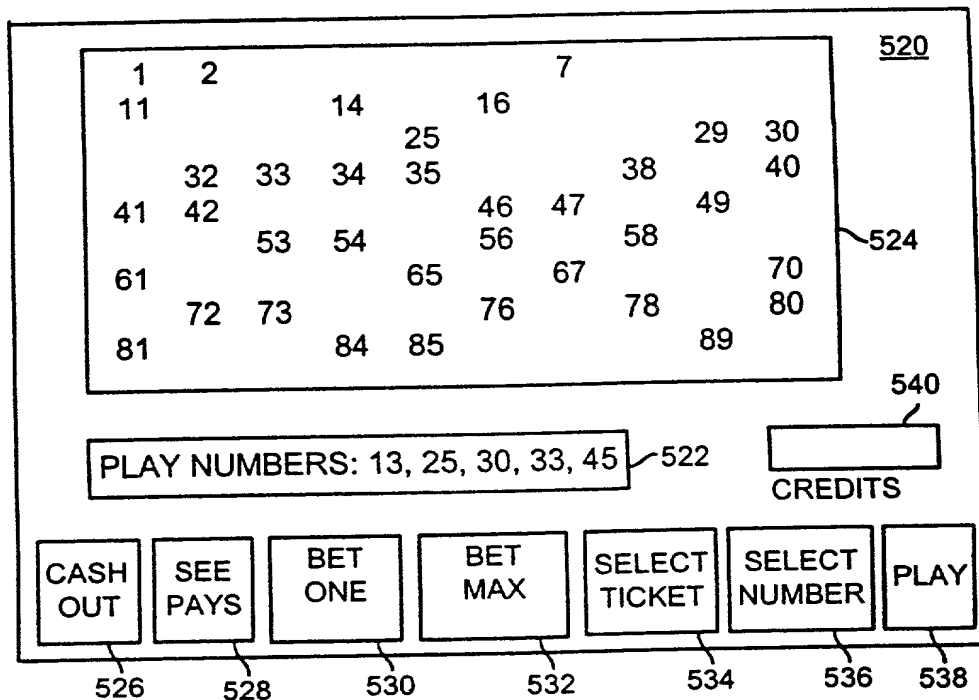 520
1 2 7
11 14 16
25 29 30
32 33 34 35 38 40
41 42 46 47 49
53 54 56 58
61 65 67 70
72 73 76 78 80
81 84 85 89
524
540
PLAY NUMBERS: 13, 25, 30, 33, 45
522
CREDITS
CASH OUT
SEE PAYS
BET ONE
BET MAX
SELECT TICKET
SELECT NUMBER
PLAY
526 528 530 532 534 536 538